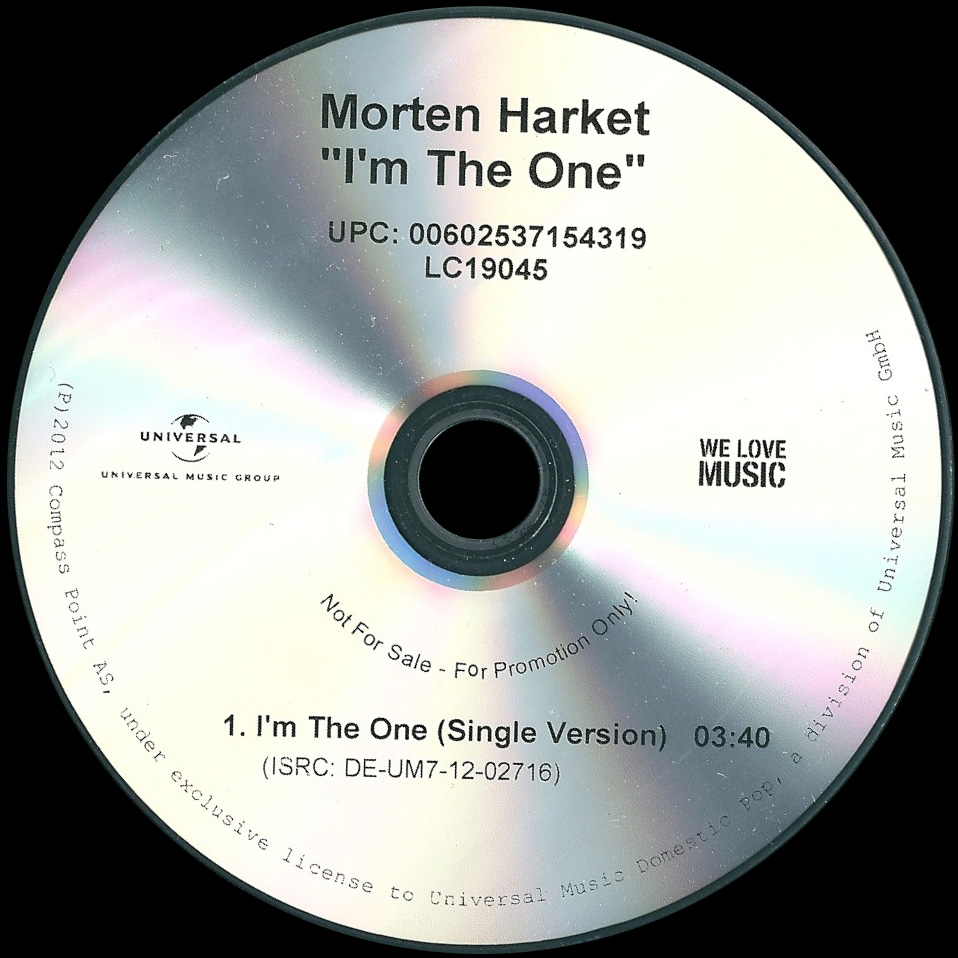 Morten Harket
"I'm The One"
UPC: 00602537154319
LC19045
UNIVERSAL
UNIVERSAL MUSIC GROUP
WE LOVE
MUSIC
Not For Sale - For Promotion Only!
1. I'm The One (Single Version) 03:40
(ISRC: DE-UM7-12-02716)
(P)2012 Compass Point AS, under exclusive license to Universal Music Domestic Pop, a division of Universal Music GmbH